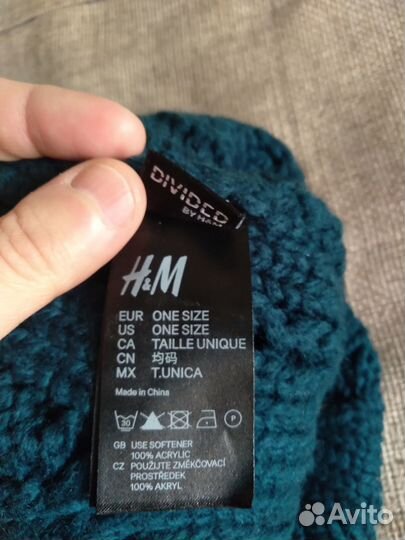 DIVIDED
BY H&M
H&M
EUR ONE SIZE
US ONE SIZE
CA TAILLE UNIQUE
CN 均码
MX T.UNICA
Made in China
30 P
GB USE SOFTENER
100% ACRYLIC
CZ POUŽIJTE ZMĚKČOVACÍ
PROSTŘEDEK
100% AKRYL
Avito